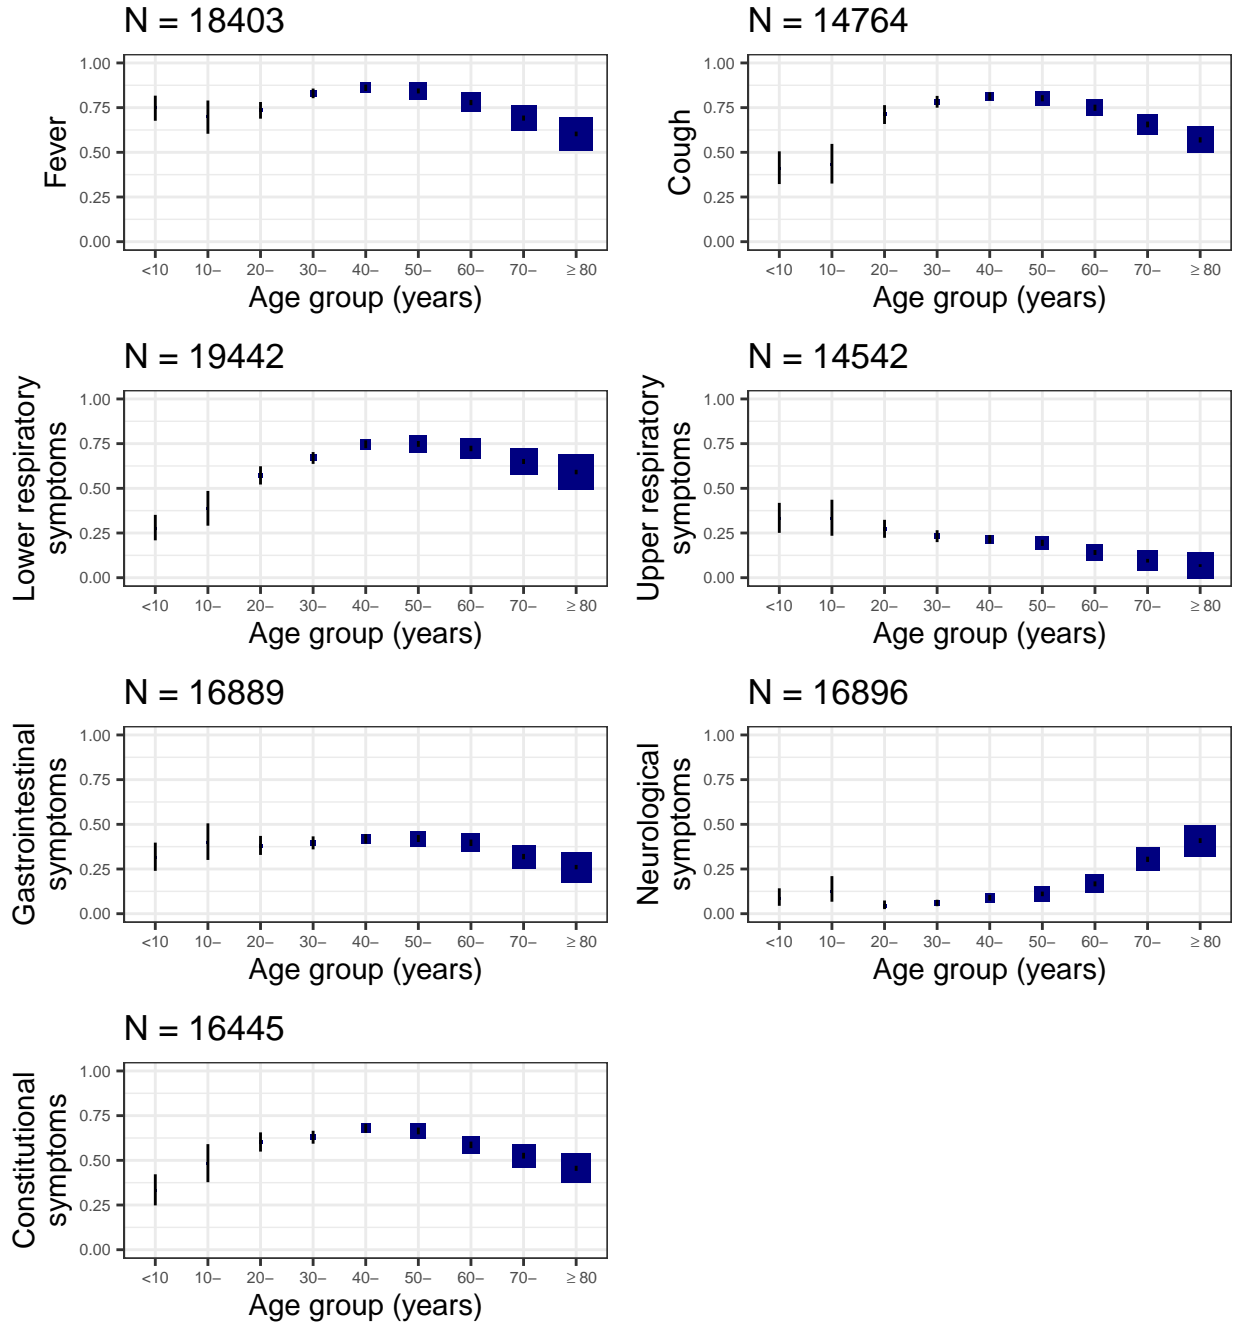 N = 18403
Fever
1.00
0.75
0.50
0.25
0.00
<10 10– 20– 30– 40– 50– 60– 70– ≥ 80
Age group (years)
N = 14764
Cough
1.00
0.75
0.50
0.25
0.00
<10 10– 20– 30– 40– 50– 60– 70– ≥ 80
Age group (years)
N = 19442
Lower respiratory
symptoms
1.00
0.75
0.50
0.25
0.00
<10 10– 20– 30– 40– 50– 60– 70– ≥ 80
Age group (years)
N = 14542
Upper respiratory
symptoms
1.00
0.75
0.50
0.25
0.00
<10 10– 20– 30– 40– 50– 60– 70– ≥ 80
Age group (years)
N = 16889
Gastrointestinal
symptoms
1.00
0.75
0.50
0.25
0.00
<10 10– 20– 30– 40– 50– 60– 70– ≥ 80
Age group (years)
N = 16896
Neurological
symptoms
1.00
0.75
0.50
0.25
0.00
<10 10– 20– 30– 40– 50– 60– 70– ≥ 80
Age group (years)
N = 16445
Constitutional
symptoms
1.00
0.75
0.50
0.25
0.00
<10 10– 20– 30– 40– 50– 60– 70– ≥ 80
Age group (years)